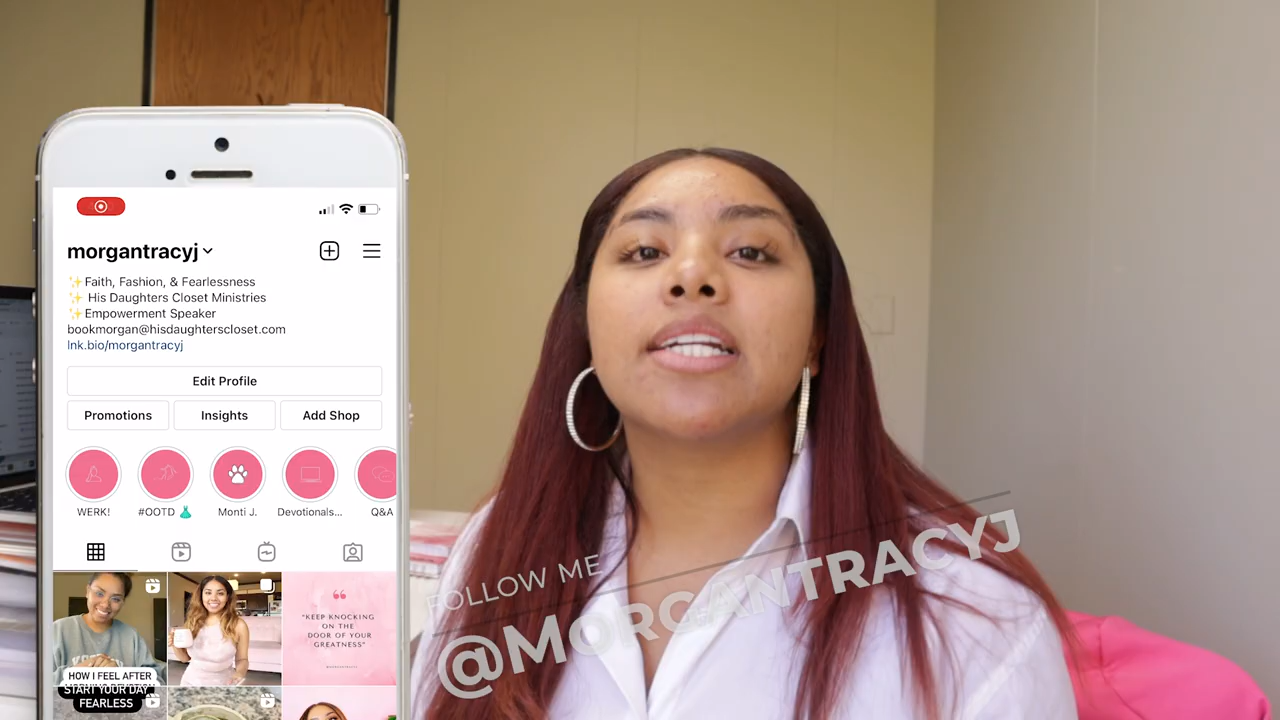 morgantracyj
✨Faith, Fashion, & Fearlessness
✨ His Daughters Closet Ministries
✨Empowerment Speaker
bookmorgan@hisdaughterscloset.com
lnk.bio/morgantracyj
Edit Profile
Promotions Insights Add Shop
WERK! #OOTD 👗 Monti J. Devotionals... Q&A
HOW I FEEL AFTER
START YOUR DAY
FEARLESS
"KEEP KNOCKING
ON THE
DOOR OF YOUR
GREATNESS"
FOLLOW ME
@MORGANTRACYJ